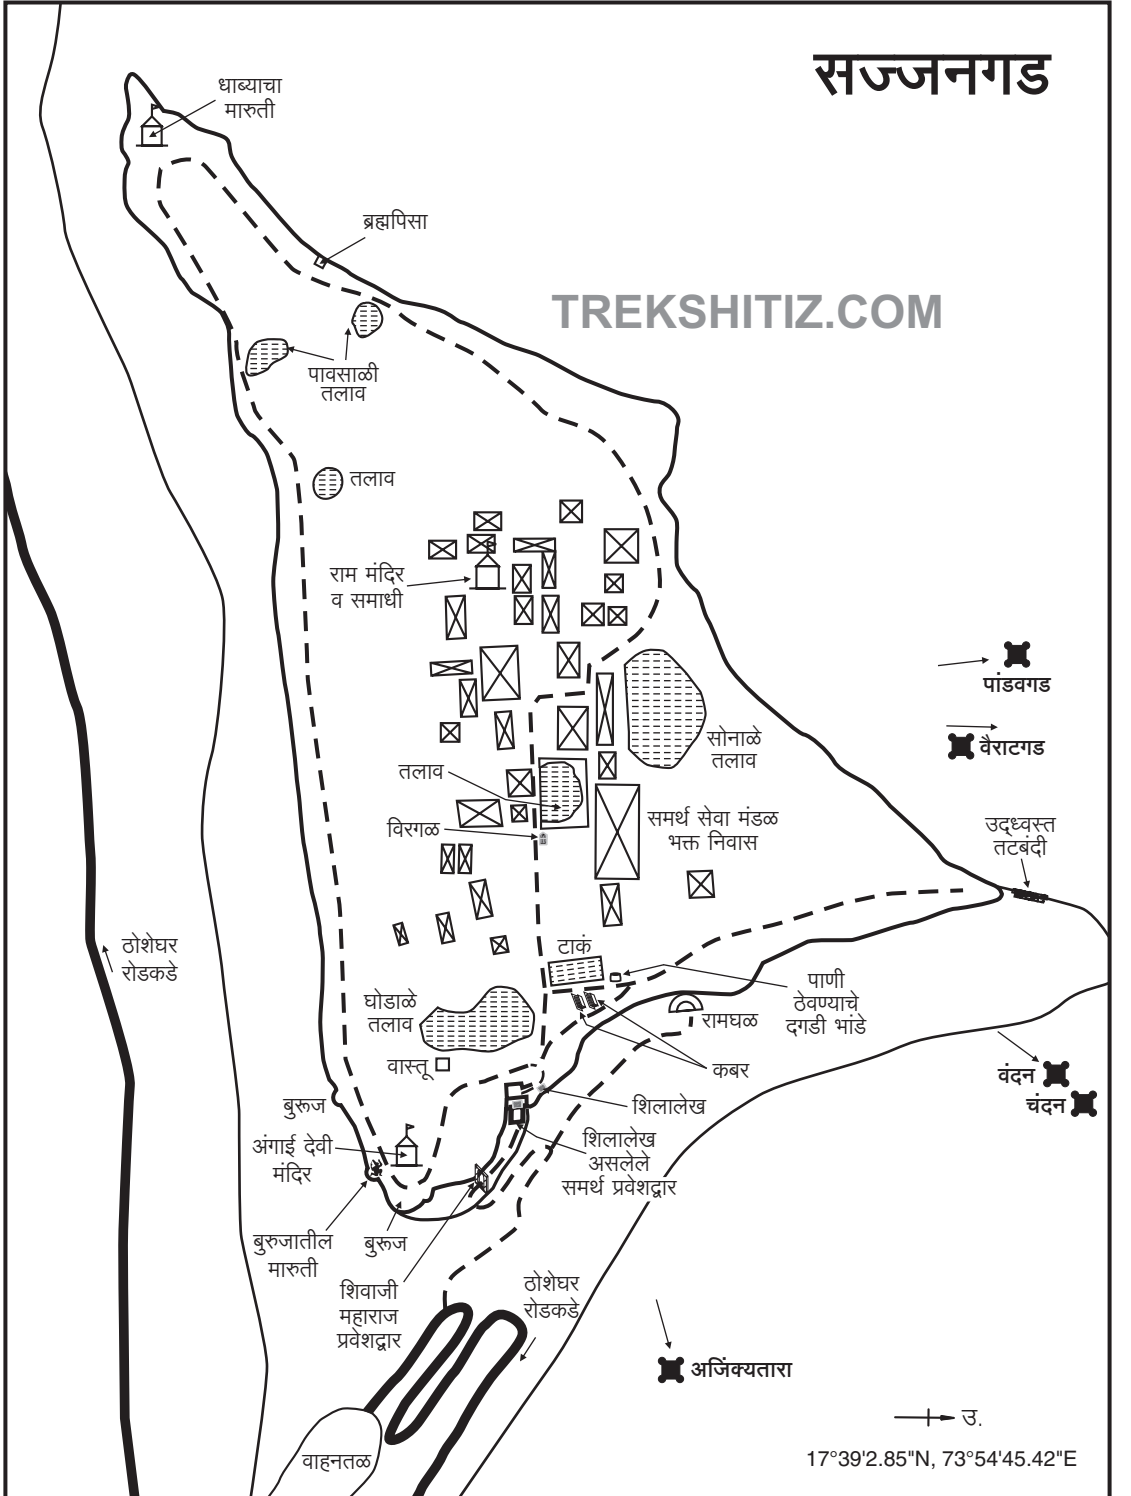 सज्जनगड
धाब्याचा
मारुती
ब्रह्मपिसा
TREKSHITIZ.COM
पावसाळी
तलाव
तलाव
राम मंदिर
व समाधी
पांडवगड
वैराटगड
सोनाळे
तलाव
तलाव
समर्थ सेवा मंडळ
भक्त निवास
विरगळ
उद्ध्वस्त
तटबंदी
ठोशेघर
रोडकडे
टाकं
पाणी
ठेवण्याचे
दगडी भांडे
घोडाळे
तलाव
रामघळ
वास्तू
कबर
वंदन
चंदन
बुरूज
शिलालेख
अंगाई देवी
मंदिर
शिलालेख
असलेले
समर्थ प्रवेशद्वार
बुरुजातील
मारुती
बुरूज
शिवाजी
महाराज
प्रवेशद्वार
ठोशेघर
रोडकडे
अजिंक्यतारा
उ.
वाहनतळ
17°39'2.85"N, 73°54'45.42"E